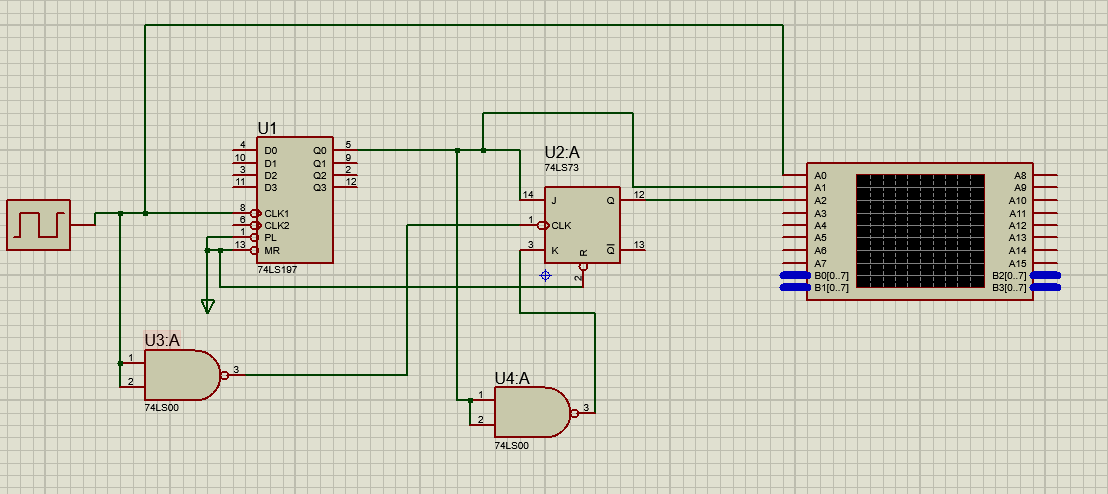 U1
4 D0 Q0 5
10 D1 Q1 9
3 D2 Q2 2
11 D3 Q3 12
8 CLK1
6 CLK2
1 PL
13 MR
74LS197
U2:A
74LS73
14 J Q 12
1 CLK
3 K Q 13
R
2
A0 A8
A1 A9
A2 A10
A3 A11
A4 A12
A5 A13
A6 A14
A7 A15
B0[0..7] B2[0..7]
B1[0..7] B3[0..7]
U3:A
1
2
3
74LS00
U4:A
1
2
3
74LS00